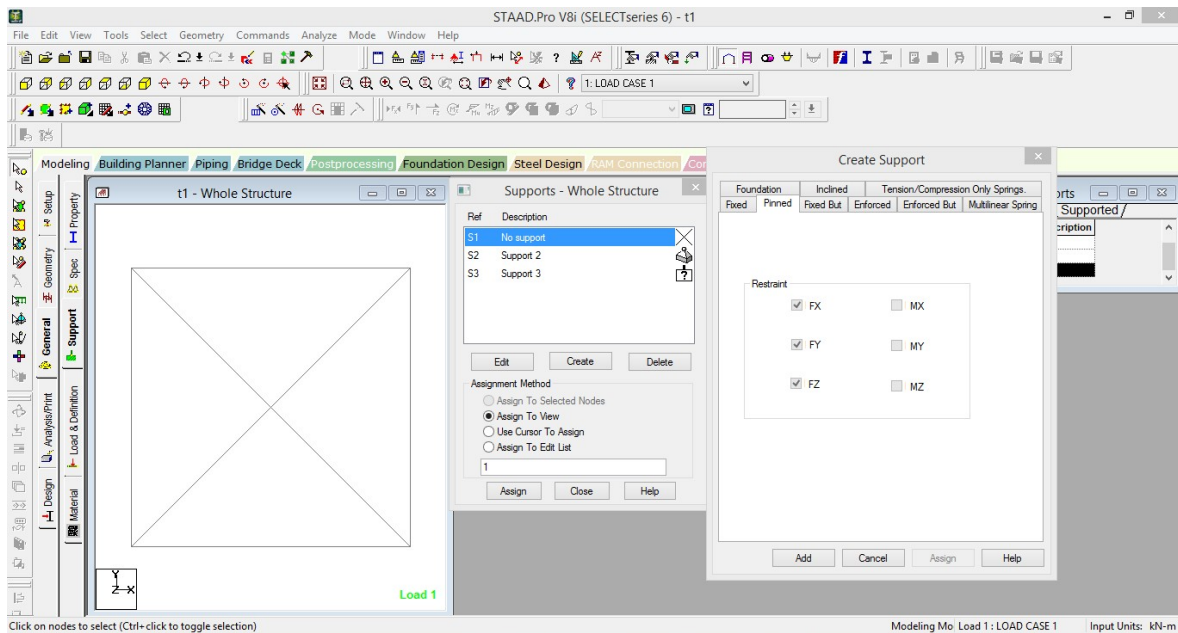 STAAD.Pro V8i (SELECTseries 6) - t1
File Edit View Tools Select Geometry Commands Analyze Mode Window Help
1: LOAD CASE 1
Modeling Building Planner Piping Bridge Deck Postprocessing Foundation Design Steel Design RAM Connection Co
Setup
Geometry
General
Analysis/Print
Design
Property
Spec
Support
Load & Definition
Material
t1 - Whole Structure
Y
Z X
Load 1
Supports - Whole Structure
Ref Description
S1 No support
S2 Support 2
S3 Support 3
Edit Create Delete
Assignment Method
Assign To Selected Nodes
Assign To View
Use Cursor To Assign
Assign To Edit List
1
Assign Close Help
Create Support
Foundation Inclined Tension/Compression Only Springs.
Fixed Pinned Fixed But Enforced Enforced But Multilinear Spring
Restraint
FX MX
FY MY
FZ MZ
Add Cancel Assign Help
rts
Supported
cription
Click on nodes to select (Ctrl+click to toggle selection) Modeling Mo Load 1 : LOAD CASE 1 Input Units: kN-m